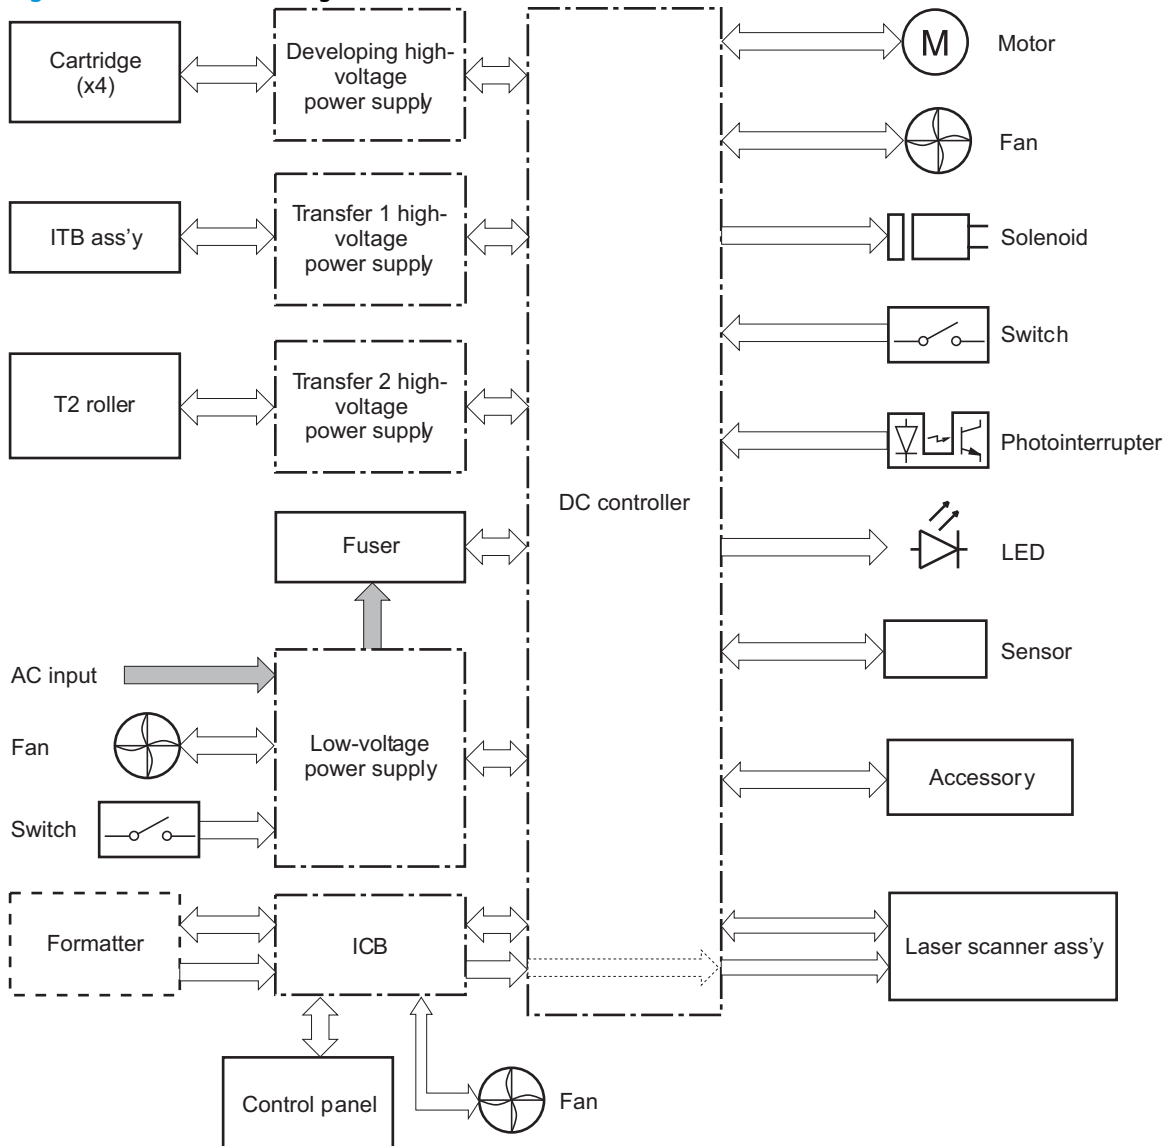 Cartridge
(x4)
Developing high-
voltage
power supply
M
Motor
Fan
ITB ass'y
Transfer 1 high-
voltage
power supply
Solenoid
Switch
T2 roller
Transfer 2 high-
voltage
power supply
Photointerrupter
DC controller
Fuser
LED
AC input
Sensor
Fan
Low-voltage
power supply
Accessory
Switch
Formatter
ICB
Laser scanner ass'y
Control panel
Fan